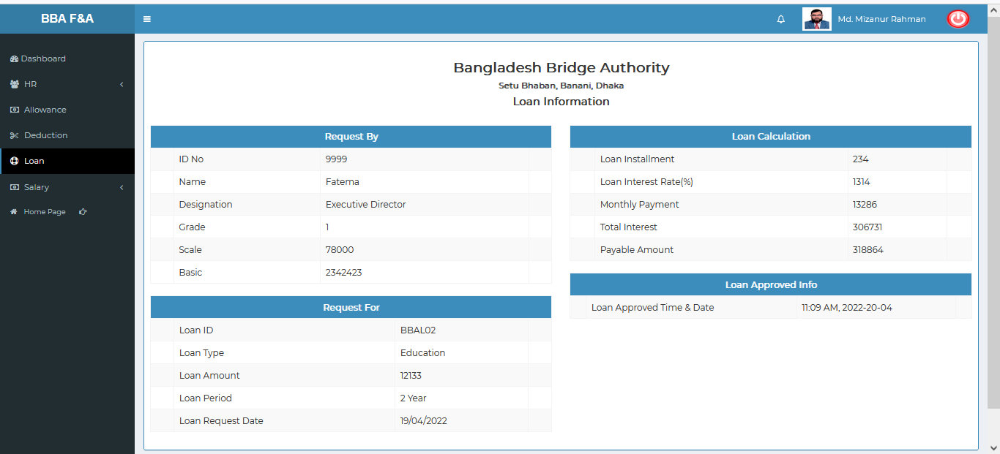 BBA F&A
Md. Mizanur Rahman
Dashboard
HR
Allowance
Deduction
Loan
Salary
Home Page
Bangladesh Bridge Authority
Setu Bhaban, Banani, Dhaka
Loan Information
Request By
ID No 9999
Name Fatema
Designation Executive Director
Grade 1
Scale 78000
Basic 2342423
Request For
Loan ID BBAL02
Loan Type Education
Loan Amount 12133
Loan Period 2 Year
Loan Request Date 19/04/2022
Loan Calculation
Loan Installment 234
Loan Interest Rate(%) 1314
Monthly Payment 13286
Total Interest 306731
Payable Amount 318864
Loan Approved Info
Loan Approved Time & Date 11:09 AM, 2022-20-04